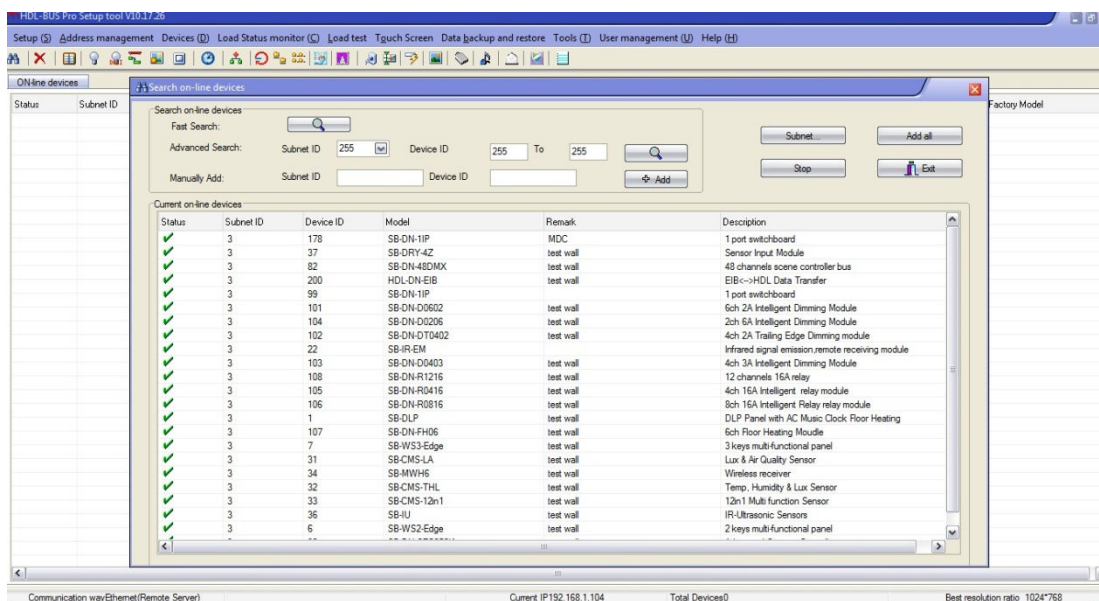 HDL-BUS Pro Setup tool V10.17.26
Setup (S) Address management Devices (D) Load Status monitor (C) Load test Touch Screen Data backup and restore Tools (T) User management (U) Help (H)
ON-line devices
Search on-line devices
Status Subnet ID Factory Model
Search on-line devices
Fast Search:
Subnet... Add all
Advanced Search: Subnet ID 255 Device ID 255 To 255
Stop Exit
Manually Add: Subnet ID Device ID Add
Current on-line devices
Status Subnet ID Device ID Model Remark Description
3 178 SB-DN-1IP MDC 1 port switchboard
3 37 SB-DRY-4Z test wall Sensor Input Module
3 82 SB-DN-48DMX test wall 48 channels scene controller bus
3 200 HDL-DN-EIB test wall EIB<-->HDL Data Transfer
3 99 SB-DN-1IP 1 port switchboard
3 101 SB-DN-D0602 test wall 6ch 2A Intelligent Dimming Module
3 104 SB-DN-D0206 test wall 2ch 6A Intelligent Dimming Module
3 102 SB-DN-DT0402 test wall 4ch 2A Trailing Edge Dimming module
3 22 SB-IR-EM Infrared signal emission,remote receiving module
3 103 SB-DN-D0403 test wall 4ch 3A Intelligent Dimming Module
3 108 SB-DN-R1216 test wall 12 channels 16A relay
3 105 SB-DN-R0416 test wall 4ch 16A Intelligent relay module
3 106 SB-DN-R0816 test wall 8ch 16A Intelligent Relay relay module
3 1 SB-DLP test wall DLP Panel with AC Music Clock Floor Heating
3 107 SB-DN-FH06 test wall 6ch Floor Heating Moudle
3 7 SB-WS3-Edge test wall 3 keys multi-functional panel
3 31 SB-CMS-LA test wall Lux & Air Quality Sensor
3 34 SB-MWH6 test wall Wireless receiver
3 32 SB-CMS-THL test wall Temp, Humidity & Lux Sensor
3 33 SB-CMS-12in1 test wall 12in1 Multi function Sensor
3 36 SB-IU test wall IR-Ultrasonic Sensors
3 6 SB-WS2-Edge test wall 2 keys multi-functional panel
Communication way:Ethernet(Remote Server) Current IP192.168.1.104 Total Devices0 Best resolution ratio 1024*768